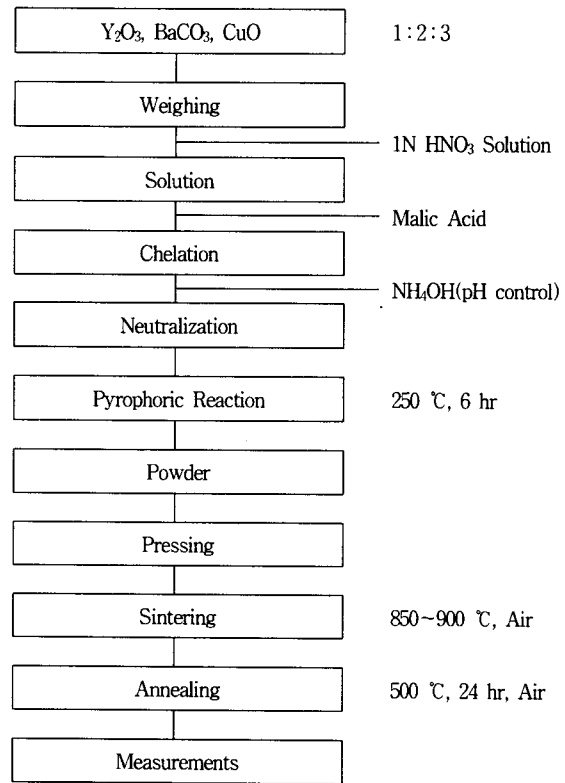 Y₂O₃, BaCO₃, CuO 1:2:3
Weighing
1N HNO₃ Solution
Solution
Malic Acid
Chelation
NH₄OH(pH control)
Neutralization
Pyrophoric Reaction 250 ℃, 6 hr
Powder
Pressing
Sintering 850~900 ℃, Air
Annealing 500 ℃, 24 hr, Air
Measurements